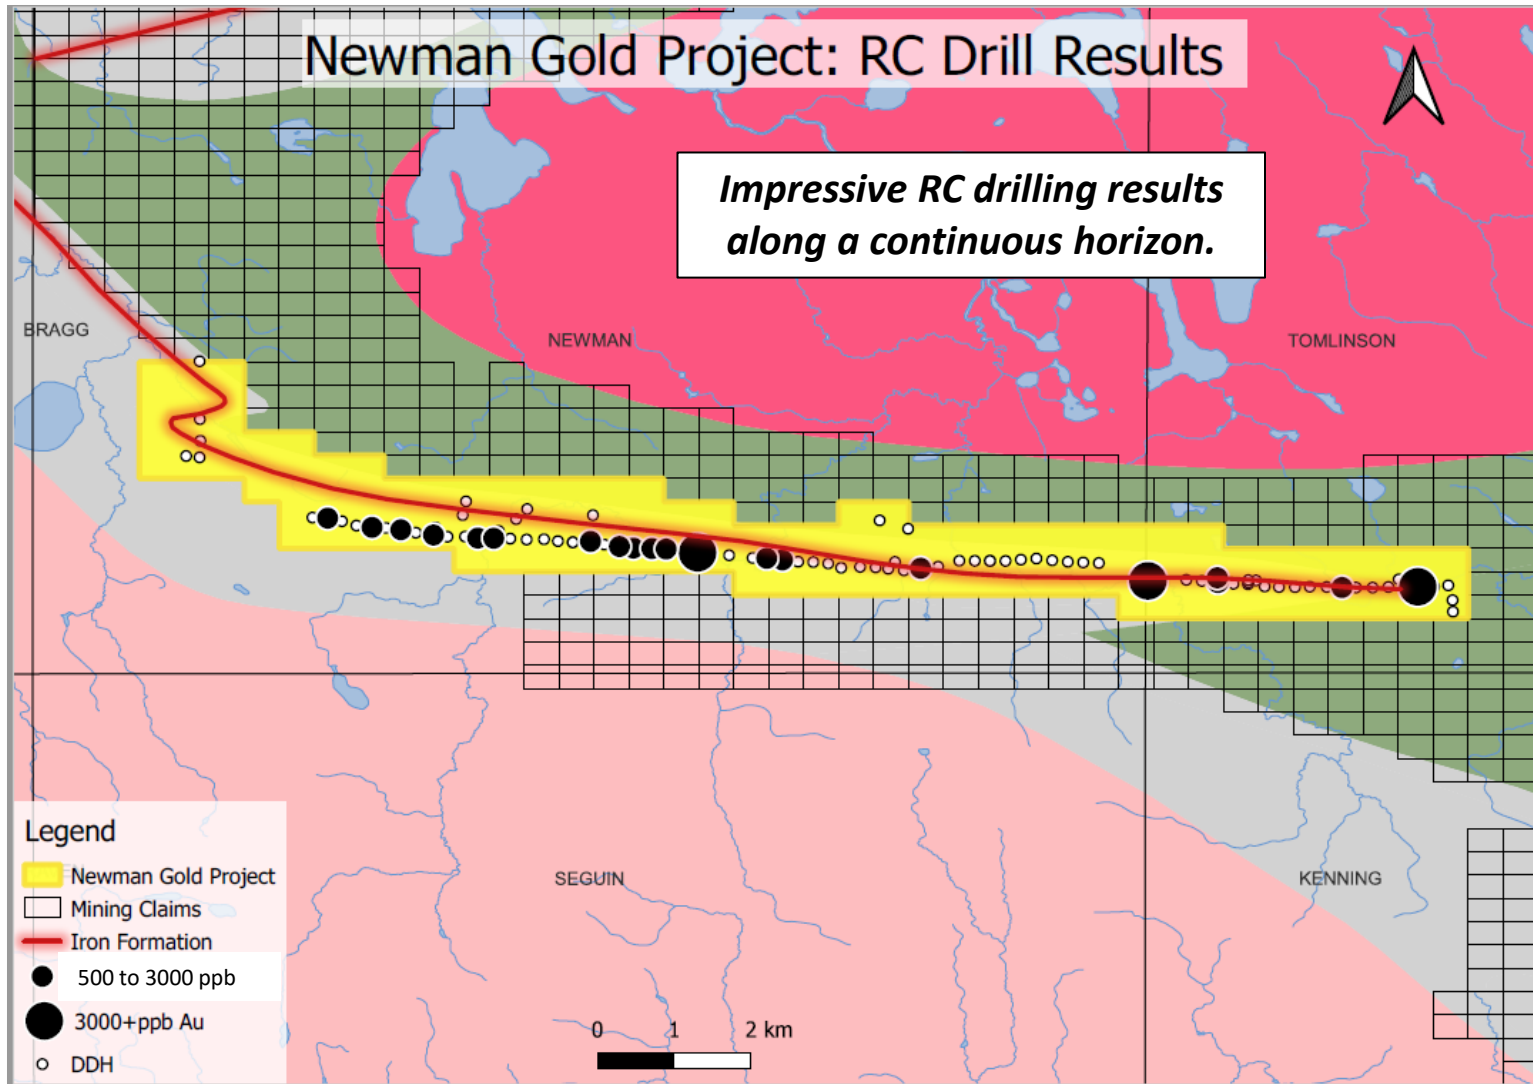 Newman Gold Project: RC Drill Results
Impressive RC drilling results
along a continuous horizon.
BRAGG
NEWMAN
TOMLINSON
SEGUIN
KENNING
Legend
Newman Gold Project
Mining Claims
Iron Formation
500 to 3000 ppb
3000+ppb Au
DDH
0 1 2 km